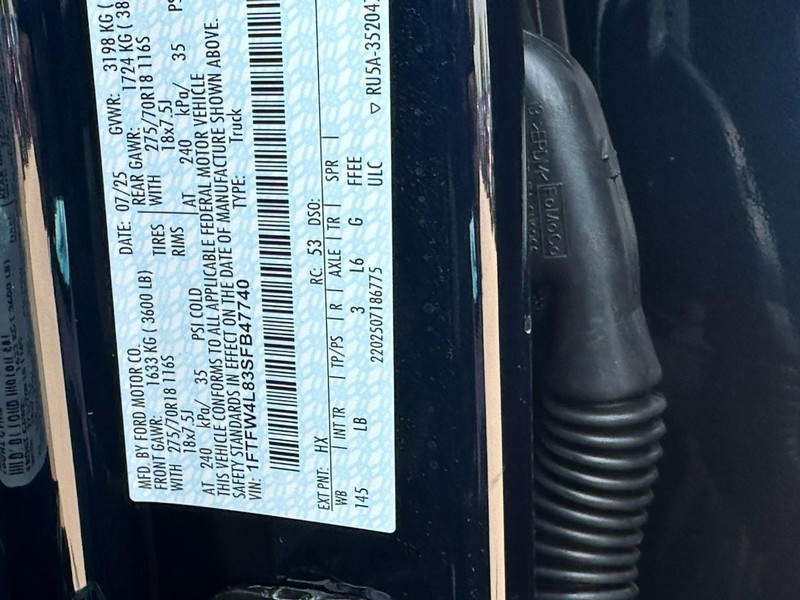 MFD. BY FORD MOTOR CO.
DATE: 07/25 GVWR: 3198 KG (
FRONT GAWR: 1633 KG ( 3600 LB) REAR GAWR: 1724 KG ( 38
WITH 275/70R18 116S TIRES WITH 275/70R18 116S
18x7.5J RIMS 18x7.5J
AT 240 kPa/ 35 PSI COLD AT 240 kPa/ 35 PS
THIS VEHICLE CONFORMS TO ALL APPLICABLE FEDERAL MOTOR VEHICLE
SAFETY STANDARDS IN EFFECT ON THE DATE OF MANUFACTURE SHOWN ABOVE.
VIN: 1FTFW4L83SFB47740 TYPE: Truck
EXT PNT: HX RC: 53 DSO:
WB INT TR TP/PS R AXLE TR SPR
145 LB 3 L6 G FFEE
2202507186775 ULC
▽ RU5A-35204
FoMoCo